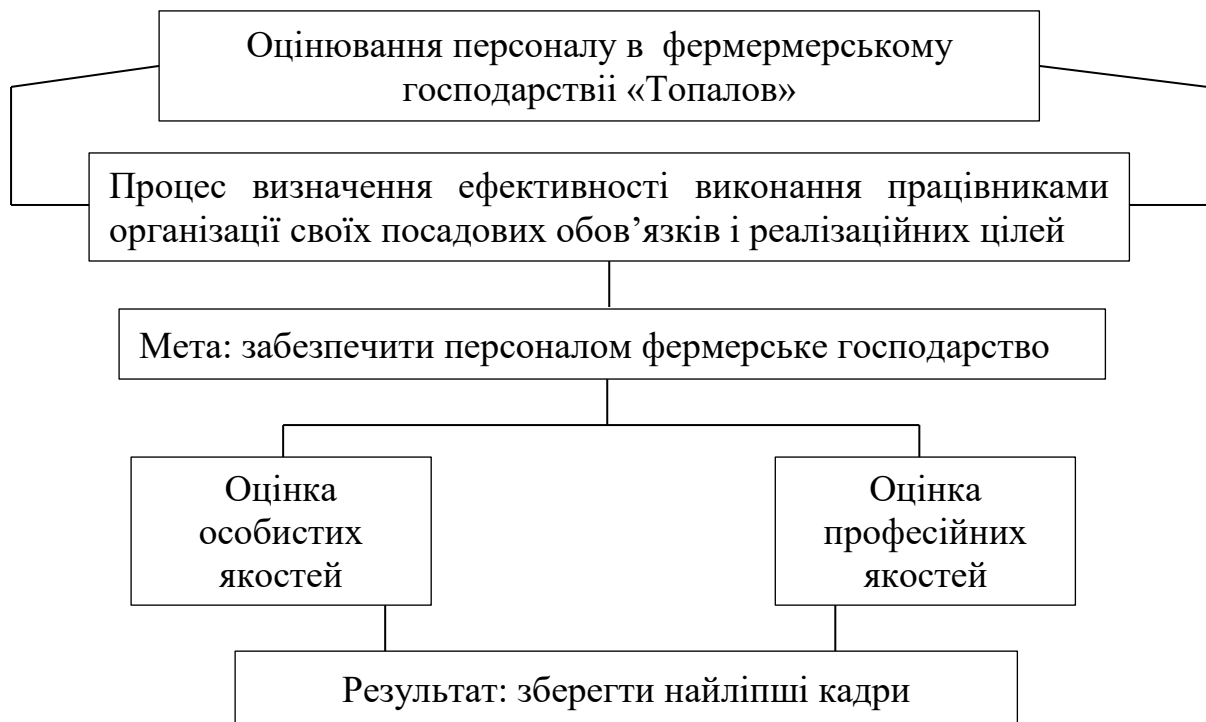 Оцінювання персоналу в фермермерському
господарствіі «Топалов»
Процес визначення ефективності виконання працівниками
організації своїх посадових обов’язків і реалізаційних цілей
Мета: забезпечити персоналом фермерське господарство
Оцінка
особистих
якостей
Оцінка
професійних
якостей
Результат: зберегти найліпші кадри